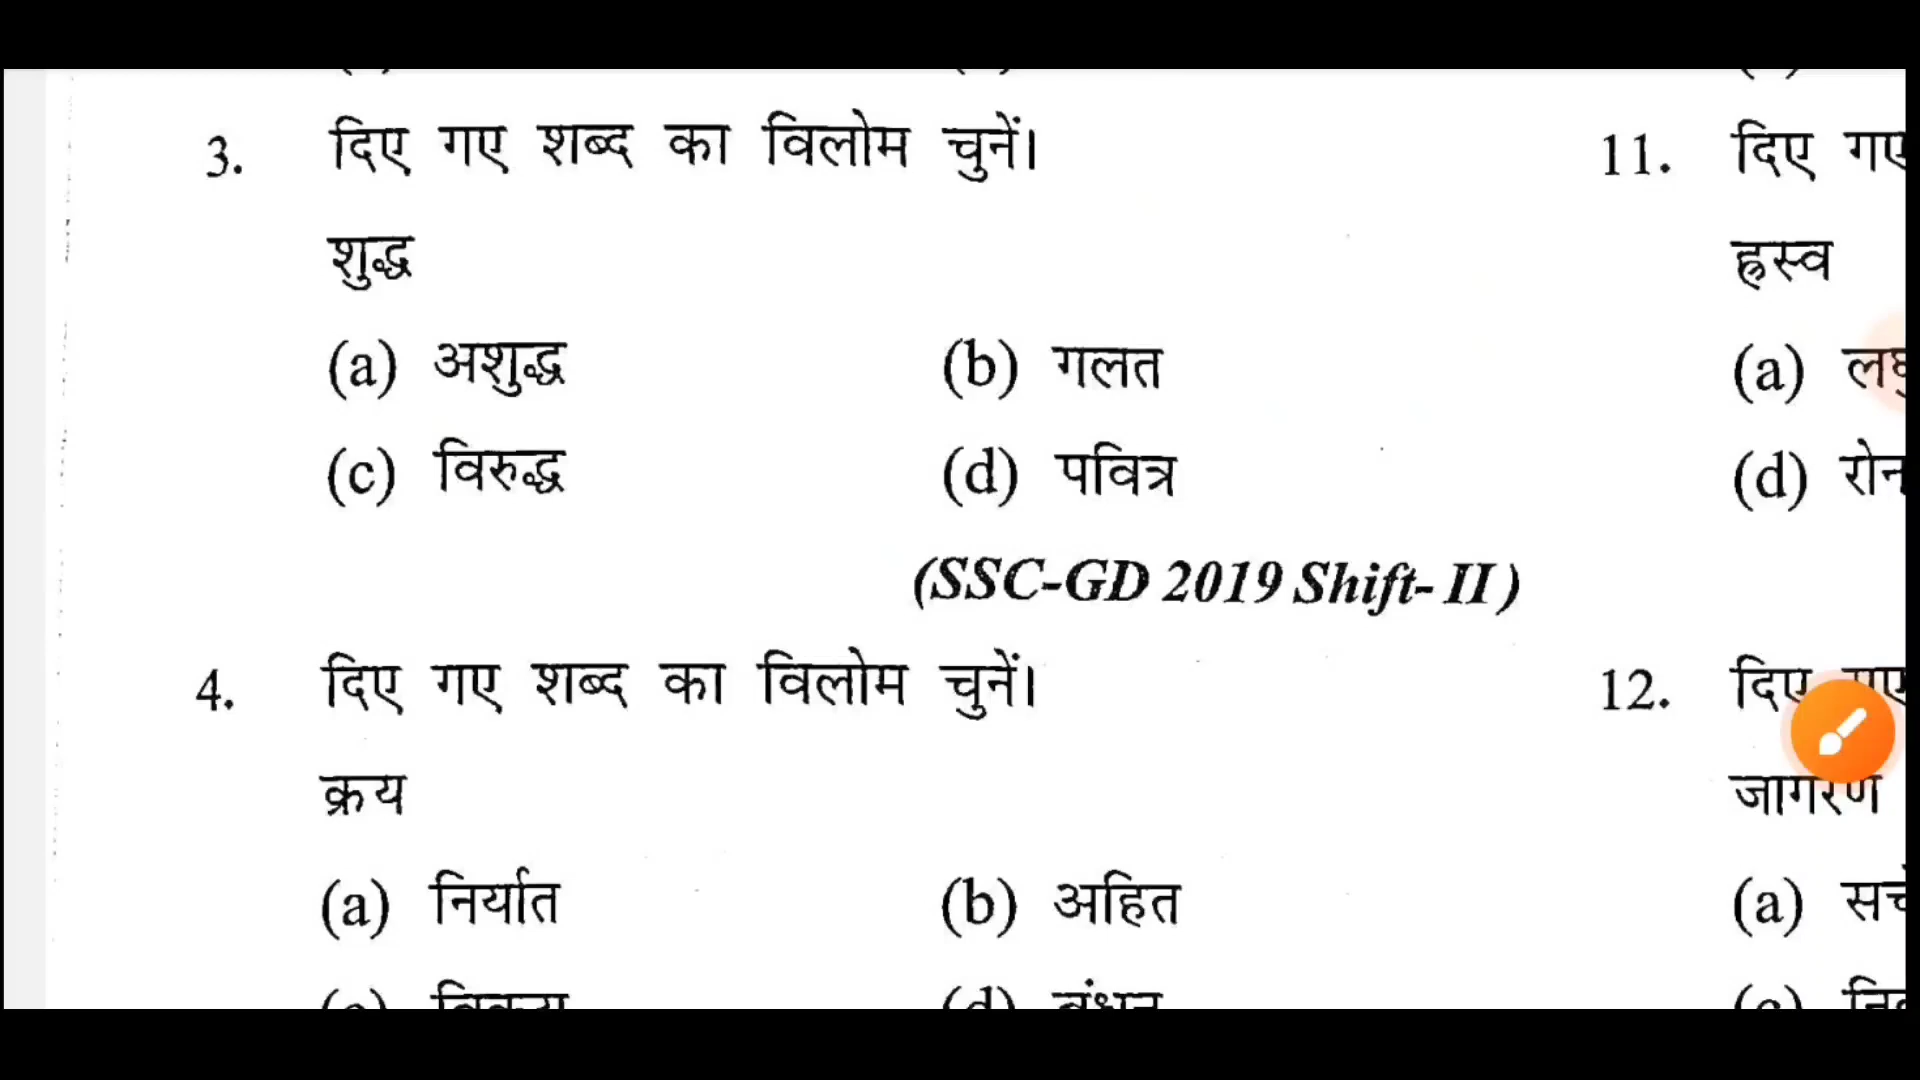 3. दिए गए शब्द का विलोम चुनें।
शुद्ध
(a) अशुद्ध (b) गलत
(c) विरुद्ध (d) पवित्र
(SSC-GD 2019 Shift- II)
4. दिए गए शब्द का विलोम चुनें।
क्रय
(a) निर्यात (b) अहित
11. दिए गए
ह्रस्व
(a)
(d)
12. दिए
जागरण
(a)